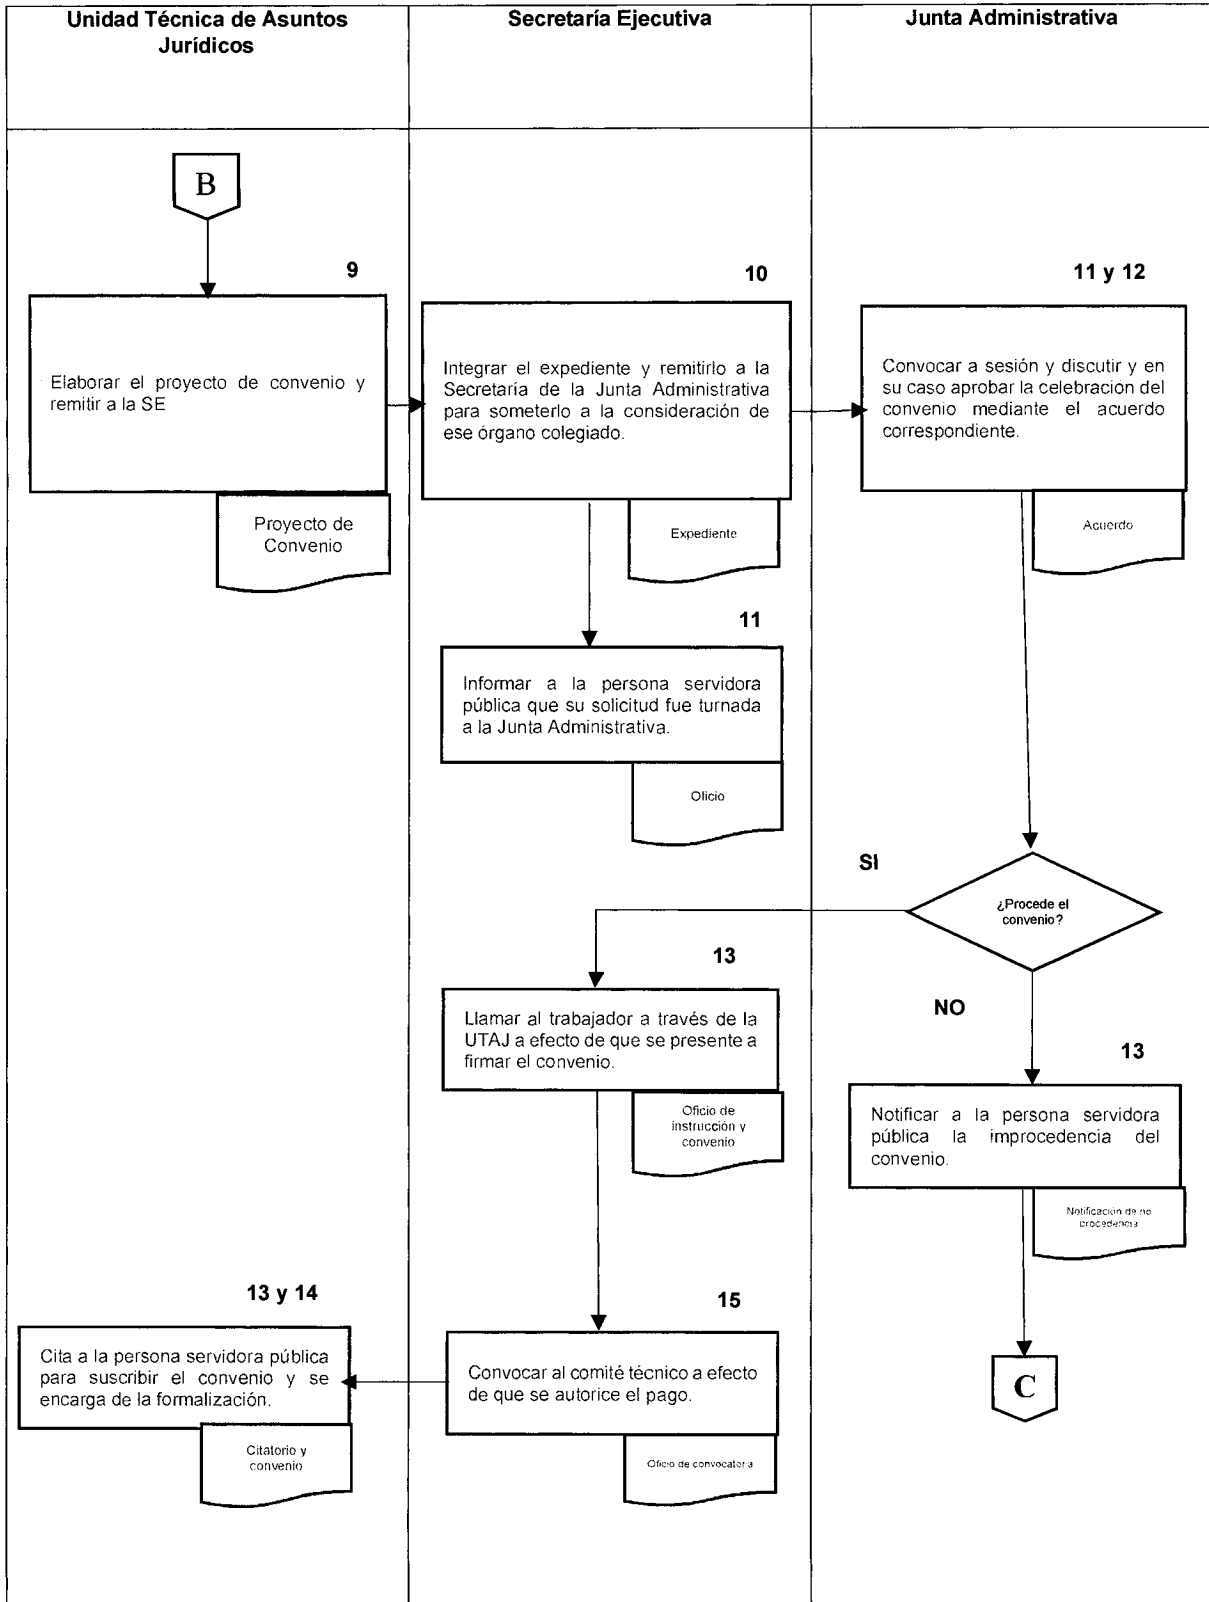 Unidad Técnica de Asuntos
Jurídicos
Secretaría Ejecutiva
Junta Administrativa
B
9
Elaborar el proyecto de convenio y
remitir a la SE
Proyecto de
Convenio
10
Integrar el expediente y remitirlo a la
Secretaría de la Junta Administrativa
para someterlo a la consideración de
ese órgano colegiado.
Expediente
11 y 12
Convocar a sesión y discutir y en
su caso aprobar la celebración del
convenio mediante el acuerdo
correspondiente.
Acuerdo
11
Informar a la persona servidora
pública que su solicitud fue turnada
a la Junta Administrativa.
Oficio
SI
¿Procede el
convenio?
NO
13
Llamar al trabajador a través de la
UTAJ a efecto de que se presente a
firmar el convenio.
Oficio de
instrucción y
convenio
13
Notificar a la persona servidora
pública la improcedencia del
convenio.
Notificación de no
procedencia
13 y 14
Cita a la persona servidora pública
para suscribir el convenio y se
encarga de la formalización.
Citatorio y
convenio
15
Convocar al comité técnico a efecto
de que se autorice el pago.
Oficio de convocatoria
C